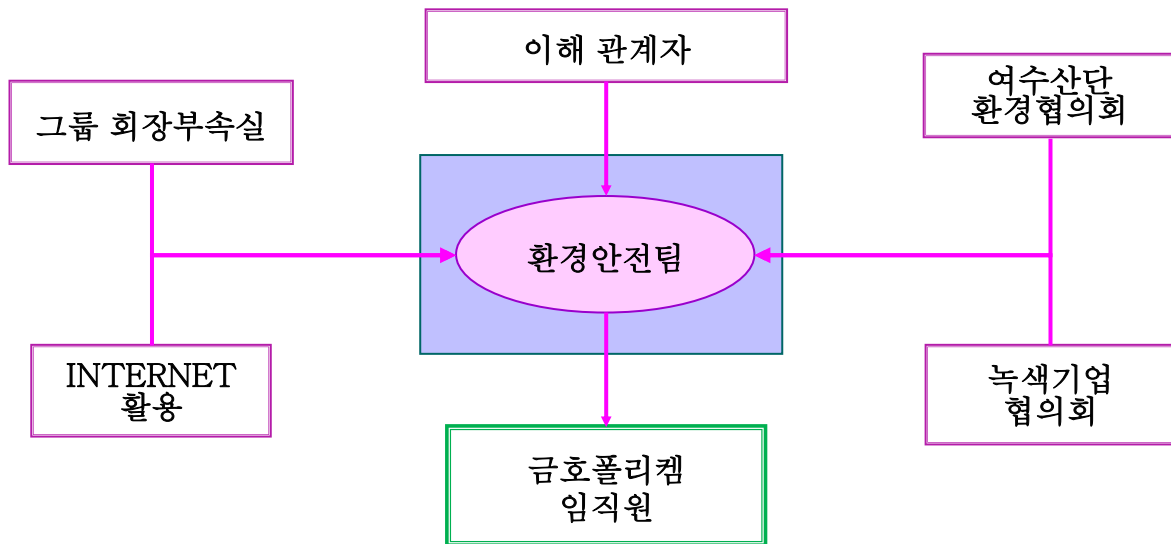 이해 관계자
그룹 회장부속실
여수산단
환경협의회
환경안전팀
INTERNET
활용
녹색기업
협의회
금호폴리켐
임직원